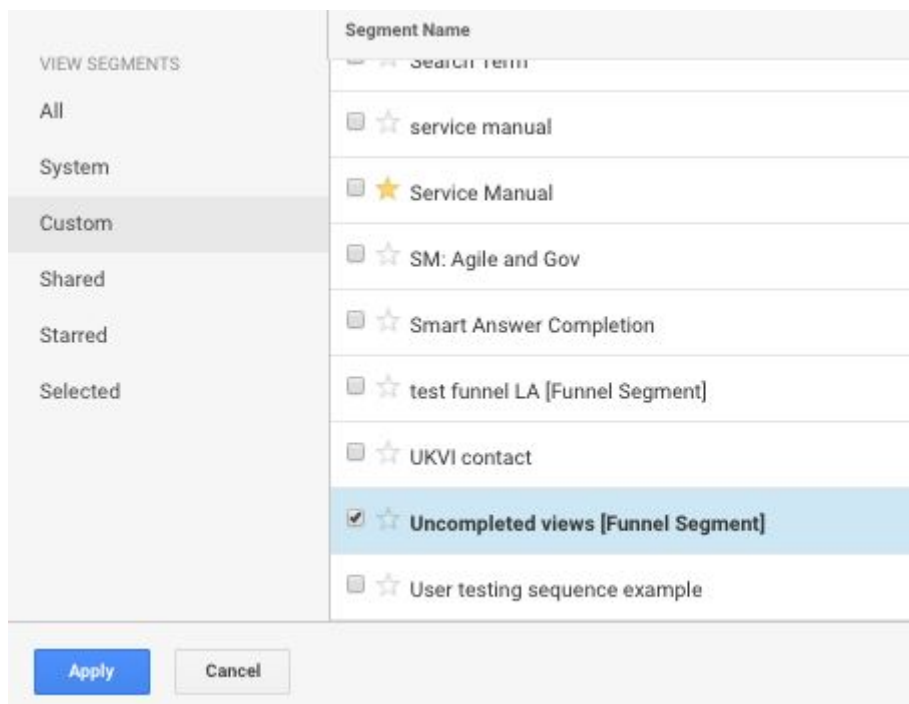 Segment Name
VIEW SEGMENTS
Search Term
All
service manual
System
Service Manual
Custom
SM: Agile and Gov
Shared
Smart Answer Completion
Starred
test funnel LA [Funnel Segment]
Selected
UKVI contact
Uncompleted views [Funnel Segment]
User testing sequence example
Apply
Cancel